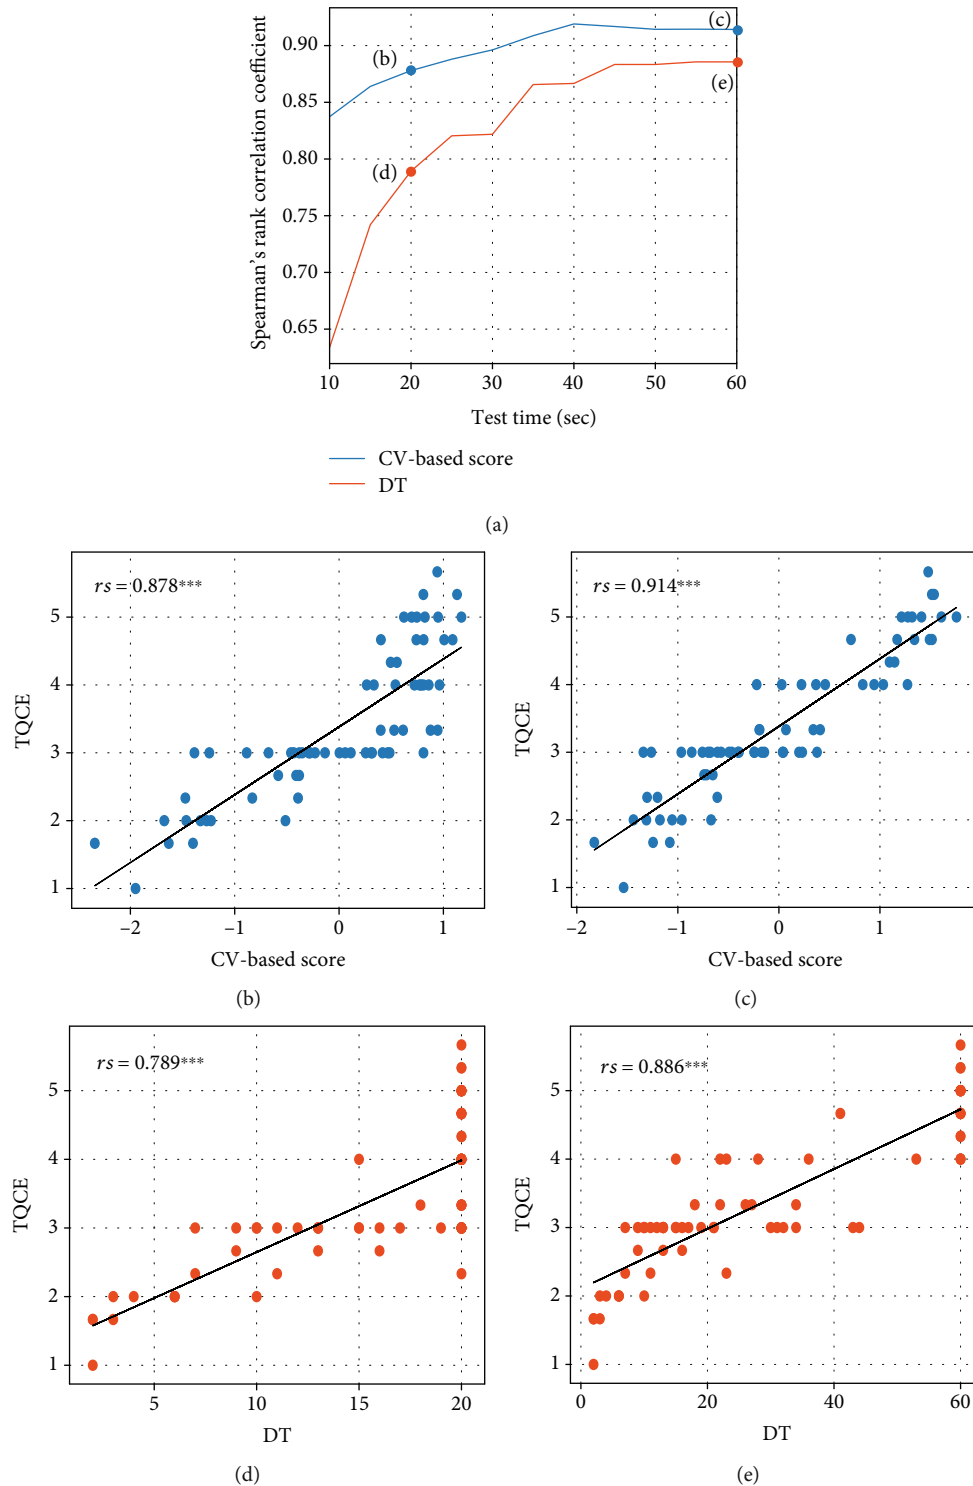 0.90
0.85
0.80
0.75
0.70
0.65
Spearman's rank correlation coefficient
(b)
(c)
(d)
(e)
10 20 30 40 50 60
Test time (sec)
CV-based score
DT
(a)
rs = 0.878***
5
4
3
2
1
TQCE
−2 −1 0 1
CV-based score
(b)
rs = 0.914***
5
4
3
2
1
TQCE
−2 −1 0 1
CV-based score
(c)
rs = 0.789***
5
4
3
2
1
TQCE
5 10 15 20
DT
(d)
rs = 0.886***
5
4
3
2
1
TQCE
0 20 40 60
DT
(e)